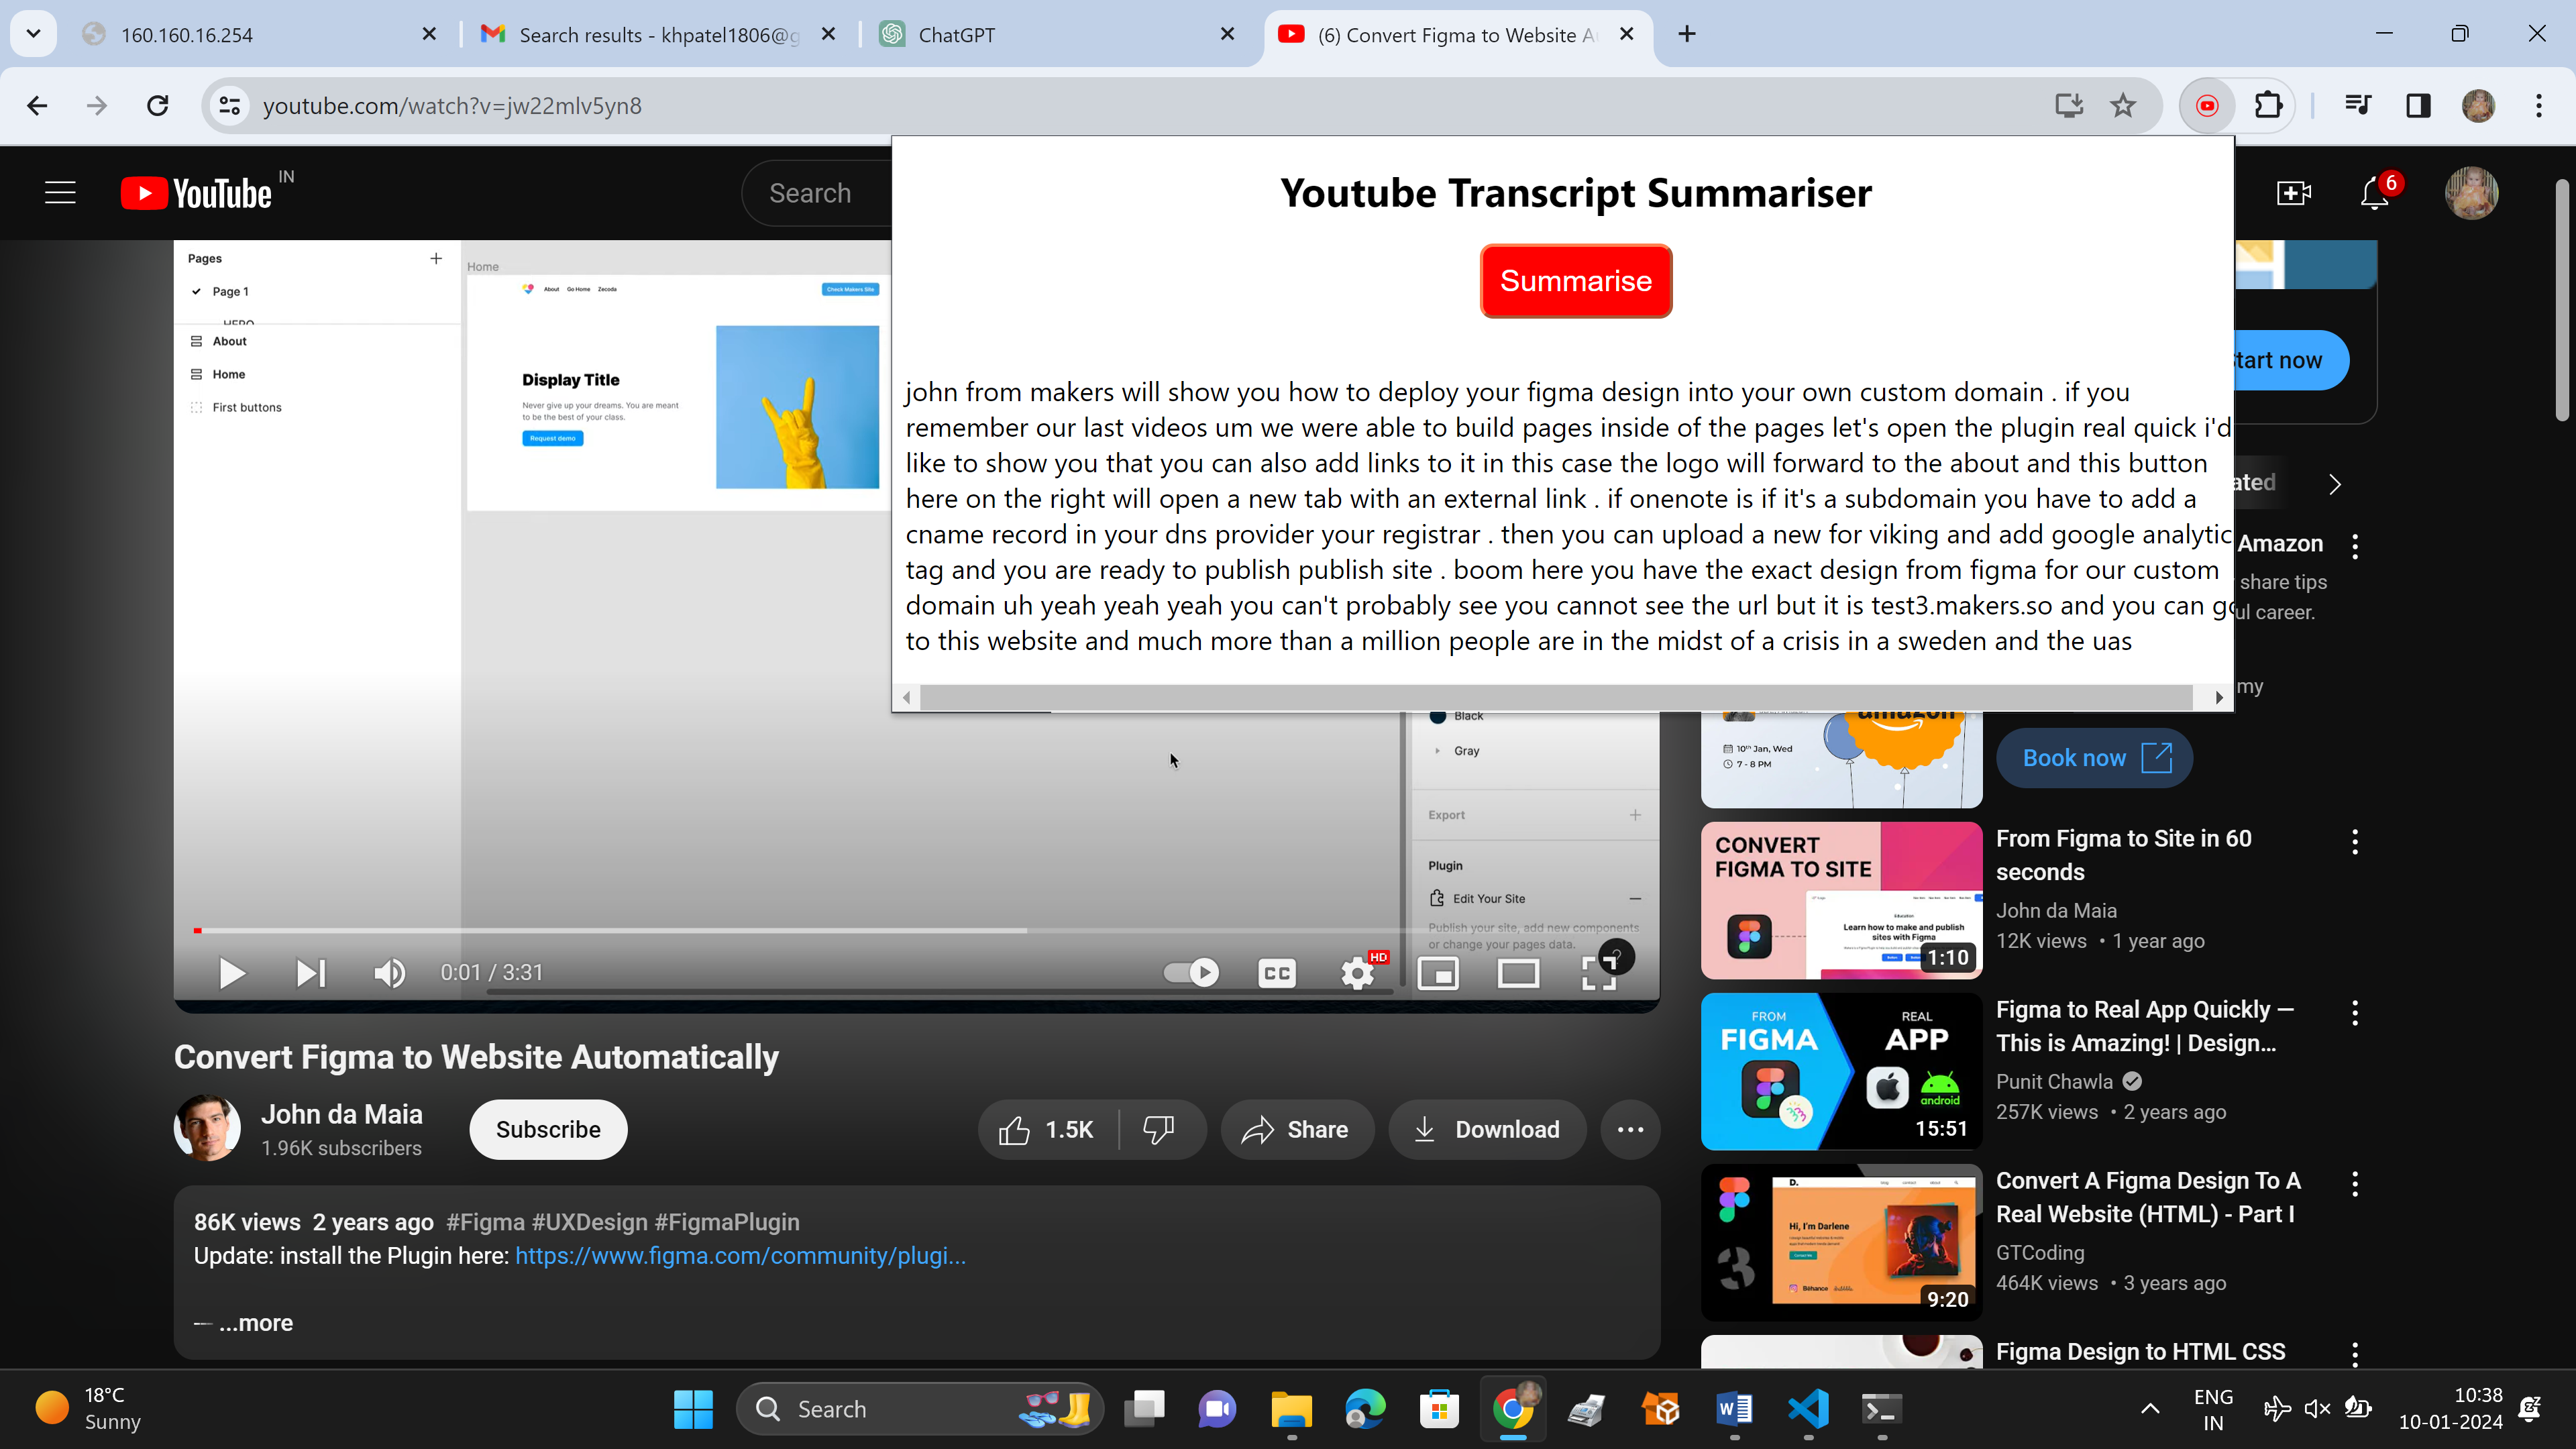 160.160.16.254
Search results - khpatel1806@g
ChatGPT
(6) Convert Figma to Website A
youtube.com/watch?v=jw22mlv5yn8
YouTube IN
Search
6
Youtube Transcript Summariser
Summarise
john from makers will show you how to deploy your figma design into your own custom domain . if you
remember our last videos um we were able to build pages inside of the pages let's open the plugin real quick i'd
like to show you that you can also add links to it in this case the logo will forward to the about and this button
here on the right will open a new tab with an external link . if onenote is if it's a subdomain you have to add a
cname record in your dns provider your registrar . then you can upload a new for viking and add google analytic
tag and you are ready to publish publish site . boom here you have the exact design from figma for our custom
domain uh yeah yeah yeah you can't probably see you cannot see the url but it is test3.makers.so and you can go
to this website and much more than a million people are in the midst of a crisis in a sweden and the uas
Pages
Page 1
HERO
About
Home
First buttons
Home
About Go Home Zecoda
Check Makers Site
Display Title
Never give up your dreams. You are meant
to be the best of your class.
Request demo
Black
Gray
Export
Plugin
Edit Your Site
Publish your site, add new components
or change your pages data.
?
0:01 / 3:31
CC
HD
Convert Figma to Website Automatically
John da Maia
1.96K subscribers
Subscribe
1.5K
Share
Download
86K views 2 years ago #Figma #UXDesign #FigmaPlugin
Update: install the Plugin here: https://www.figma.com/community/plugi...
...more
Start now
ated
Amazon
share tips
ul career.
my
amazon
10th Jan, Wed
7 - 8 PM
Book now
CONVERT
FIGMA TO SITE
Education
Learn how to make and publish
sites with Figma
1:10
From Figma to Site in 60
seconds
John da Maia
12K views • 1 year ago
FROM
FIGMA
REAL
APP
android
15:51
Figma to Real App Quickly —
This is Amazing! | Design...
Punit Chawla
257K views • 2 years ago
D.
Hi, I'm Darlene
Behance
3
9:20
Convert A Figma Design To A
Real Website (HTML) - Part I
GTCoding
464K views • 3 years ago
Figma Design to HTML CSS
18°C
Sunny
Search
ENG
IN
10:38
10-01-2024